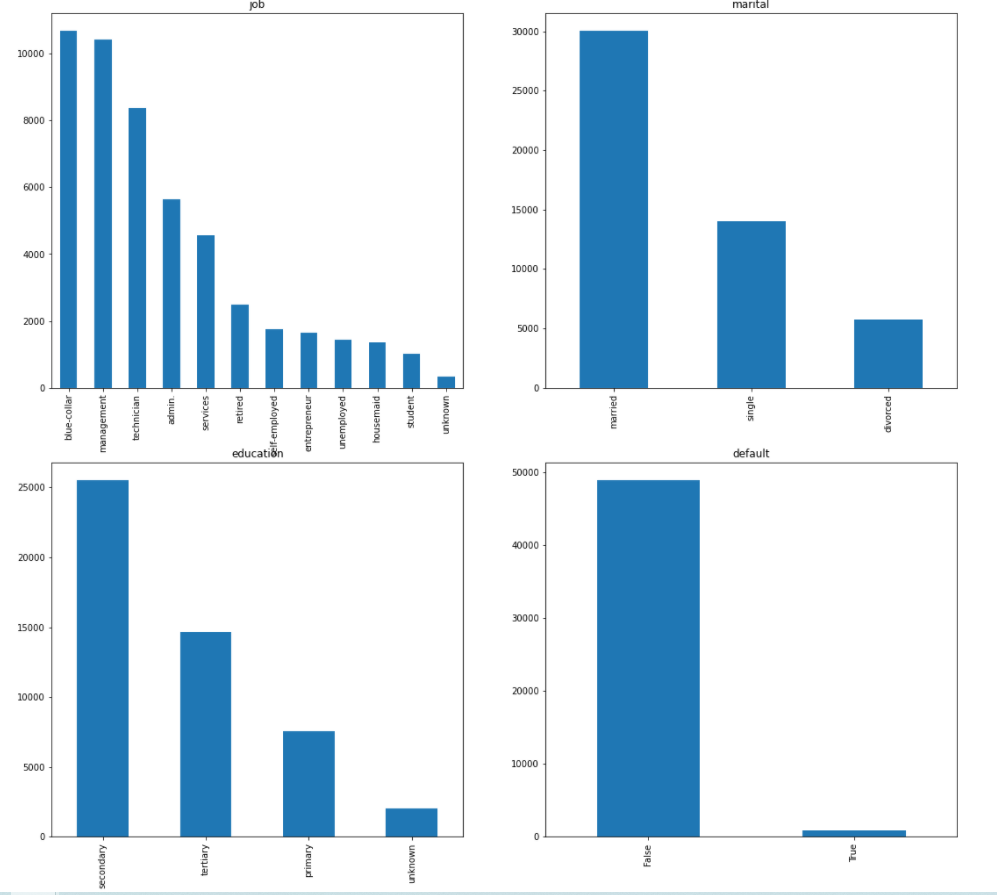 job
10000
8000
6000
4000
2000
0
blue-collar
management
technician
admin.
services
retired
self-employed
entrepreneur
unemployed
housemaid
student
unknown
marital
30000
25000
20000
15000
10000
5000
0
married
single
divorced
education
25000
20000
15000
10000
5000
0
secondary
tertiary
primary
unknown
default
50000
40000
30000
20000
10000
0
False
True